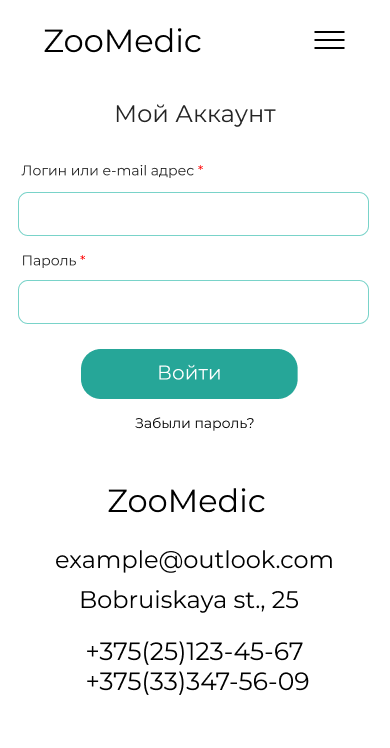 ZooMedic
Мой Аккаунт
Логин или e-mail адрес *
Пароль *
Войти
Забыли пароль?
ZooMedic
example@outlook.com
Bobruiskaya st., 25
+375(25)123-45-67
+375(33)347-56-09